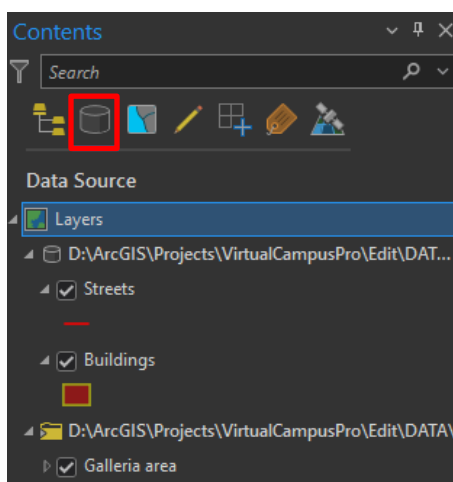 Contents
Search
Data Source
Layers
D:\ArcGIS\Projects\VirtualCampusPro\Edit\DAT...
Streets
Buildings
D:\ArcGIS\Projects\VirtualCampusPro\Edit\DATA\
Galleria area